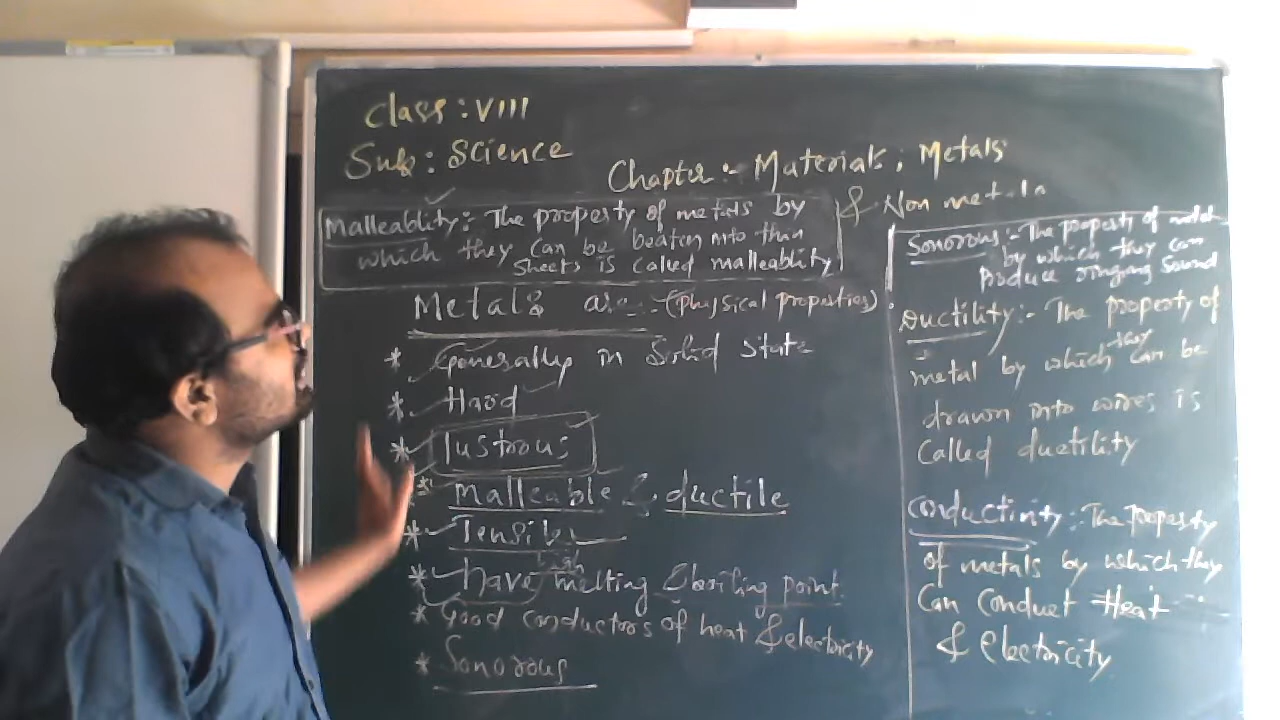 Class : VIII
Sub : Science
Chapter :- Materials ; Metals
& Non metals
Malleablity : The property of metals by
which they can be beaten into thin
sheets is called malleablity
Metals are (physical properties)
* Generally in solid state
* Hard
* lustrous
* malleable & ductile
* Tensile
* have high melting & boiling point.
* Good conductors of heat & electricity
* Sonorous
Sonorous :- The property of metal
by which they can
Produce ringing sound
Ductility :- The property of
metal by which they can be
drawn into wires is
Called ductility
Conductivity : The property
of metals by which they
Can Conduct Heat
& electricity